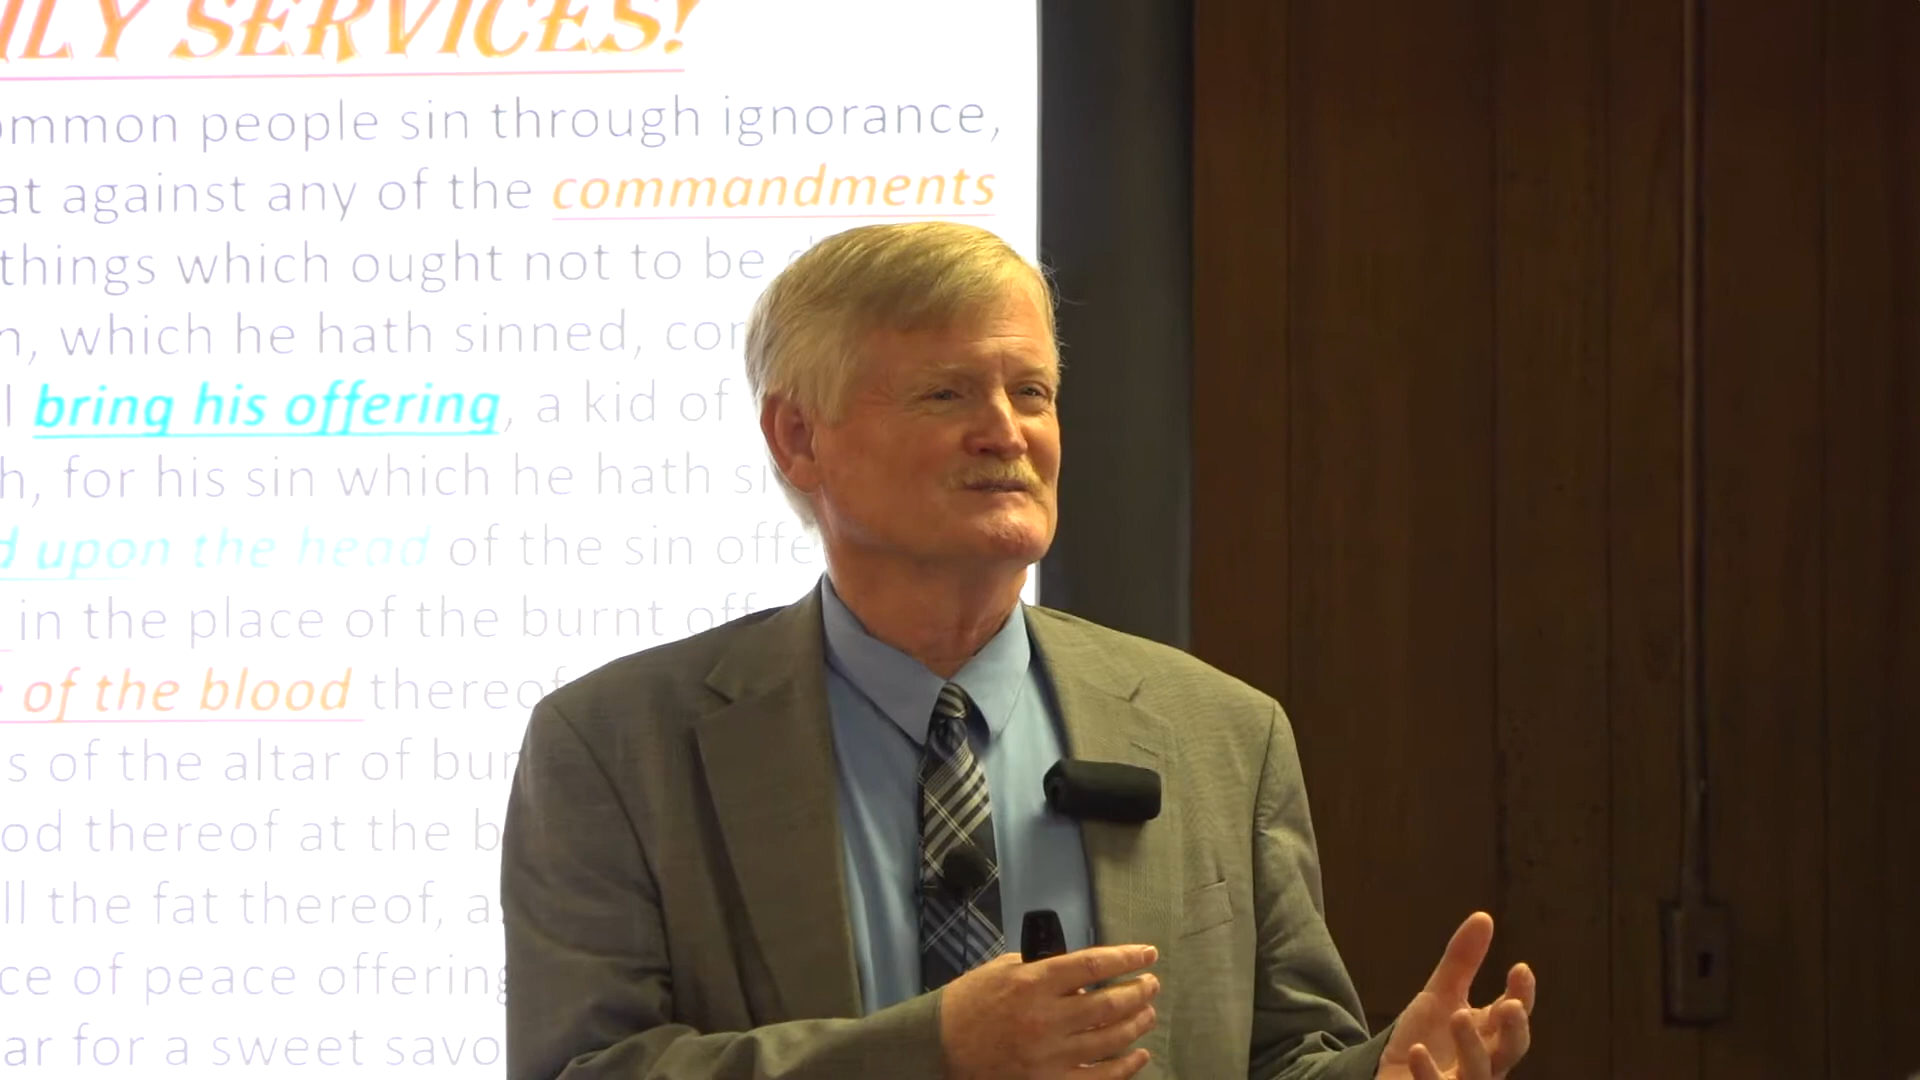 ILY SERVICES!
ommon people sin through ignorance,
at against any of the commandments
things which ought not to be
n, which he hath sinned, con
l bring his offering, a kid of
h, for his sin which he hath si
d upon the head of the sin offe
in the place of the burnt off
of the blood thereof
s of the altar of bur
od thereof at the b
ll the fat thereof, a
ce of peace offering
ar for a sweet savo